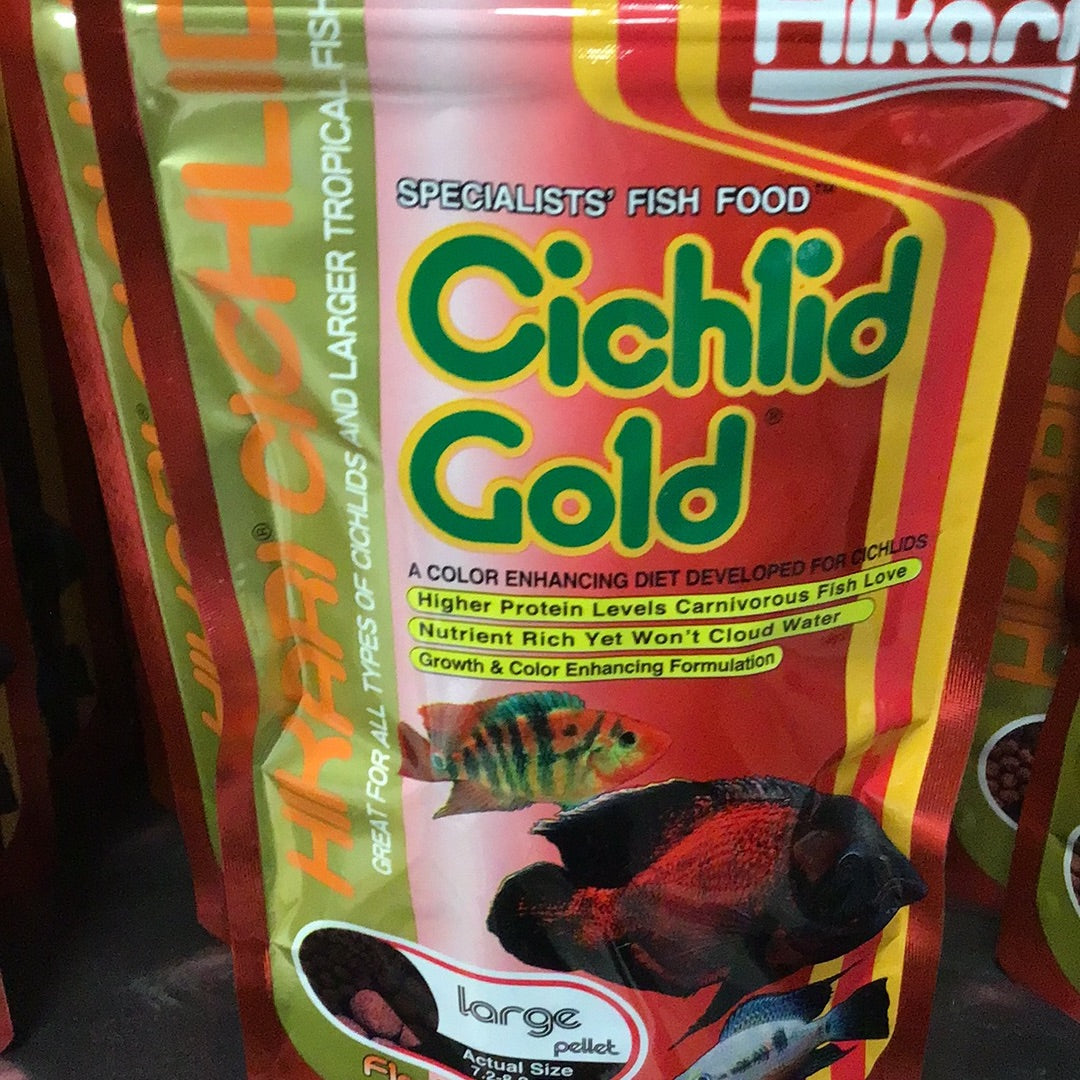 Hikari
SPECIALISTS' FISH FOOD™
Cichlid
Gold®
A COLOR ENHANCING DIET DEVELOPED FOR CICHLIDS
Higher Protein Levels Carnivorous Fish Love
Nutrient Rich Yet Won't Cloud Water
Growth & Color Enhancing Formulation
HIKARI® CICHLID
GREAT FOR ALL TYPES OF CICHLIDS AND LARGER TROPICAL FISH
large
pellet
Actual Size
HIKARI
HIKARI